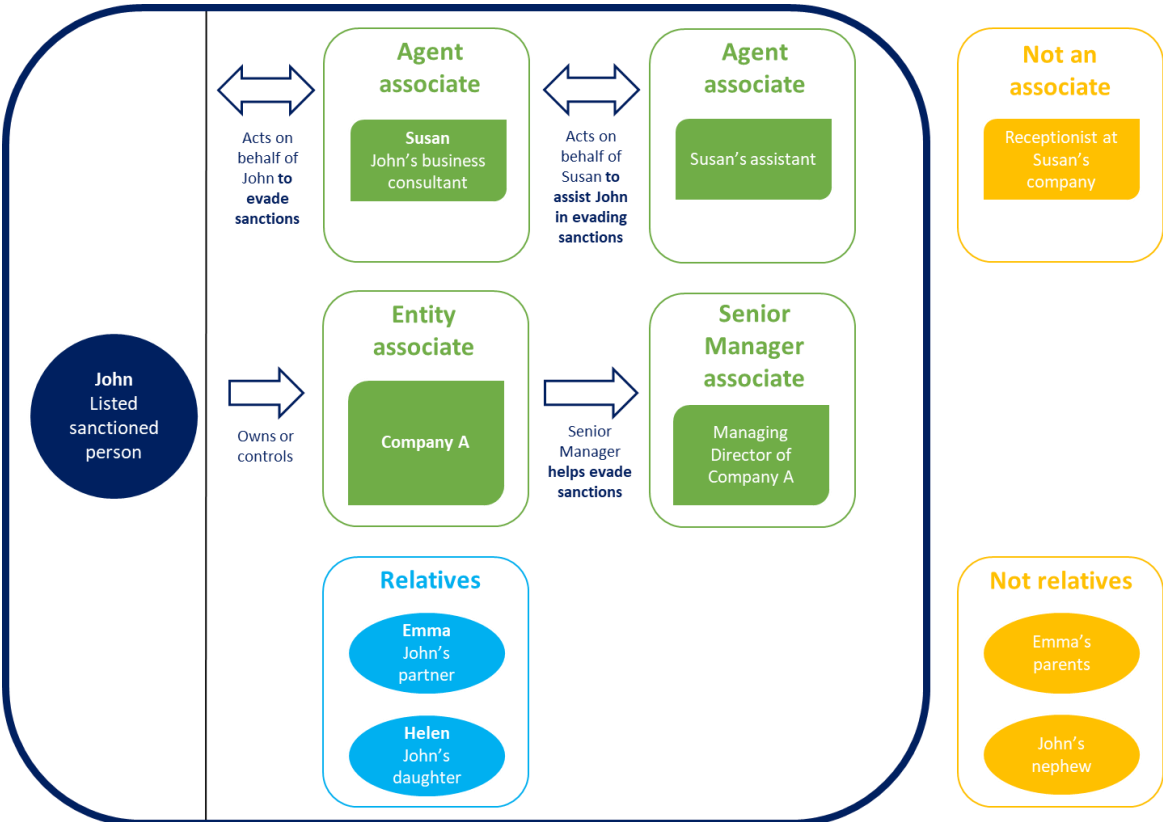 Agent
associate
Susan
John's business
consultant
Acts on
behalf of
John to
evade
sanctions
Agent
associate
Susan's assistant
Acts on
behalf of
Susan to
assist John
in evading
sanctions
Not an
associate
Receptionist at
Susan's
company
John
Listed
sanctioned
person
Owns or
controls
Entity
associate
Company A
Senior
Manager
helps evade
sanctions
Senior
Manager
associate
Managing
Director of
Company A
Relatives
Emma
John's
partner
Helen
John's
daughter
Not relatives
Emma's
parents
John's
nephew